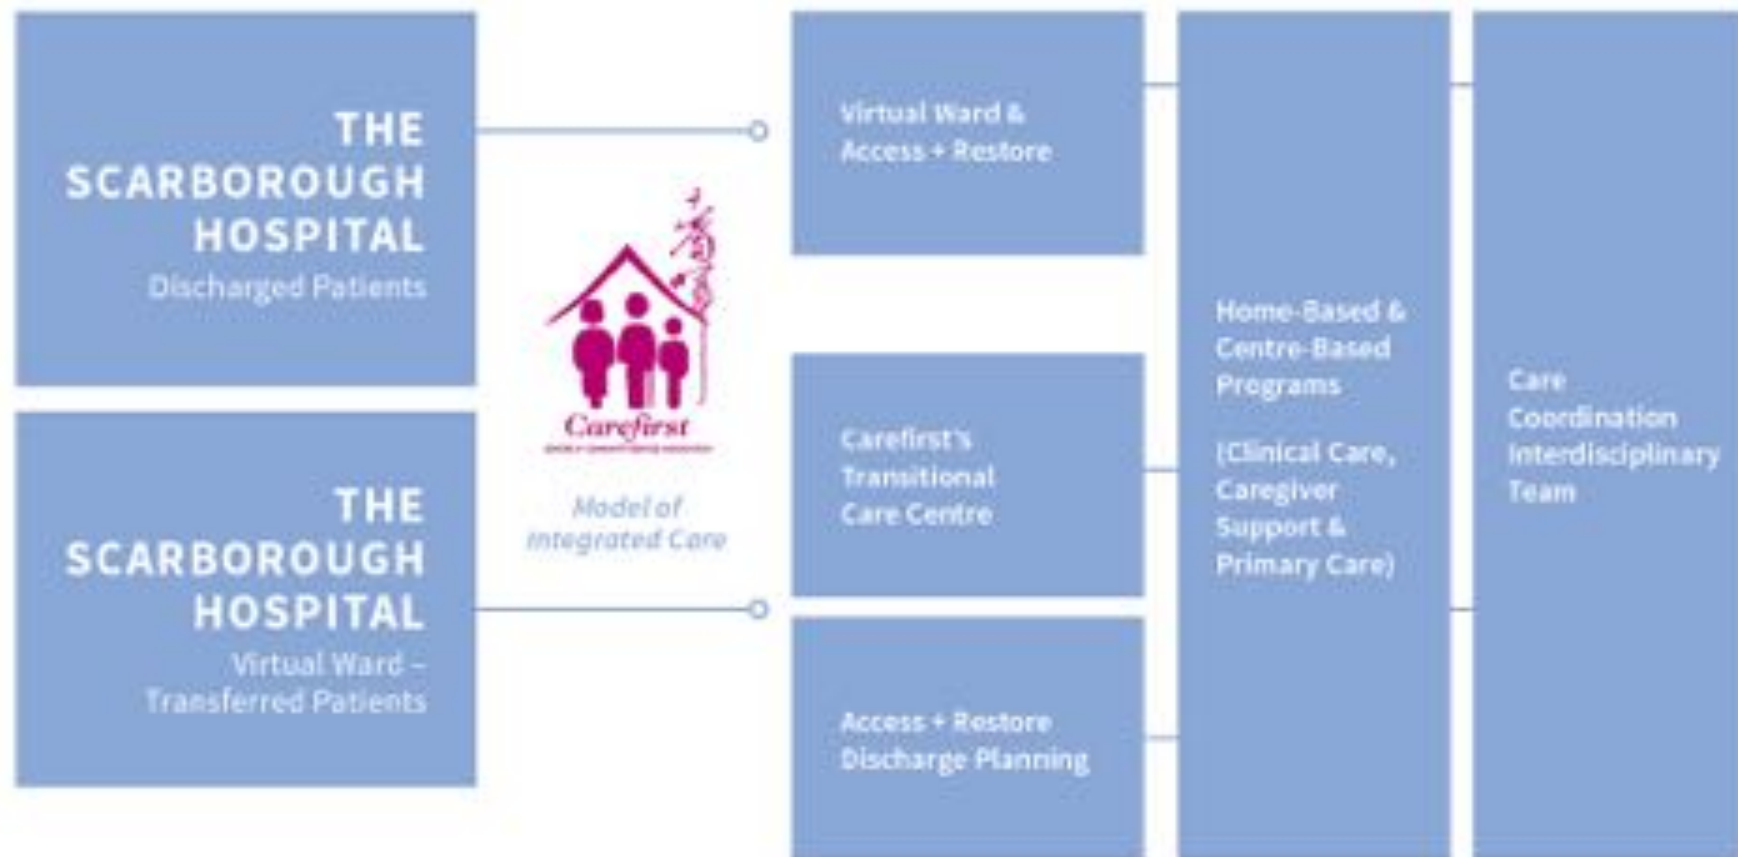 THE
SCARBOROUGH
HOSPITAL
Discharged Patients
THE
SCARBOROUGH
HOSPITAL
Virtual Ward –
Transferred Patients
Carefirst
Model of
Integrated Care
Virtual Ward &
Access + Restore
Carefirst's
Transitional
Care Centre
Access + Restore
Discharge Planning
Home-Based &
Centre-Based
Programs
(Clinical Care,
Caregiver
Support &
Primary Care)
Care
Coordination
Interdisciplinary
Team